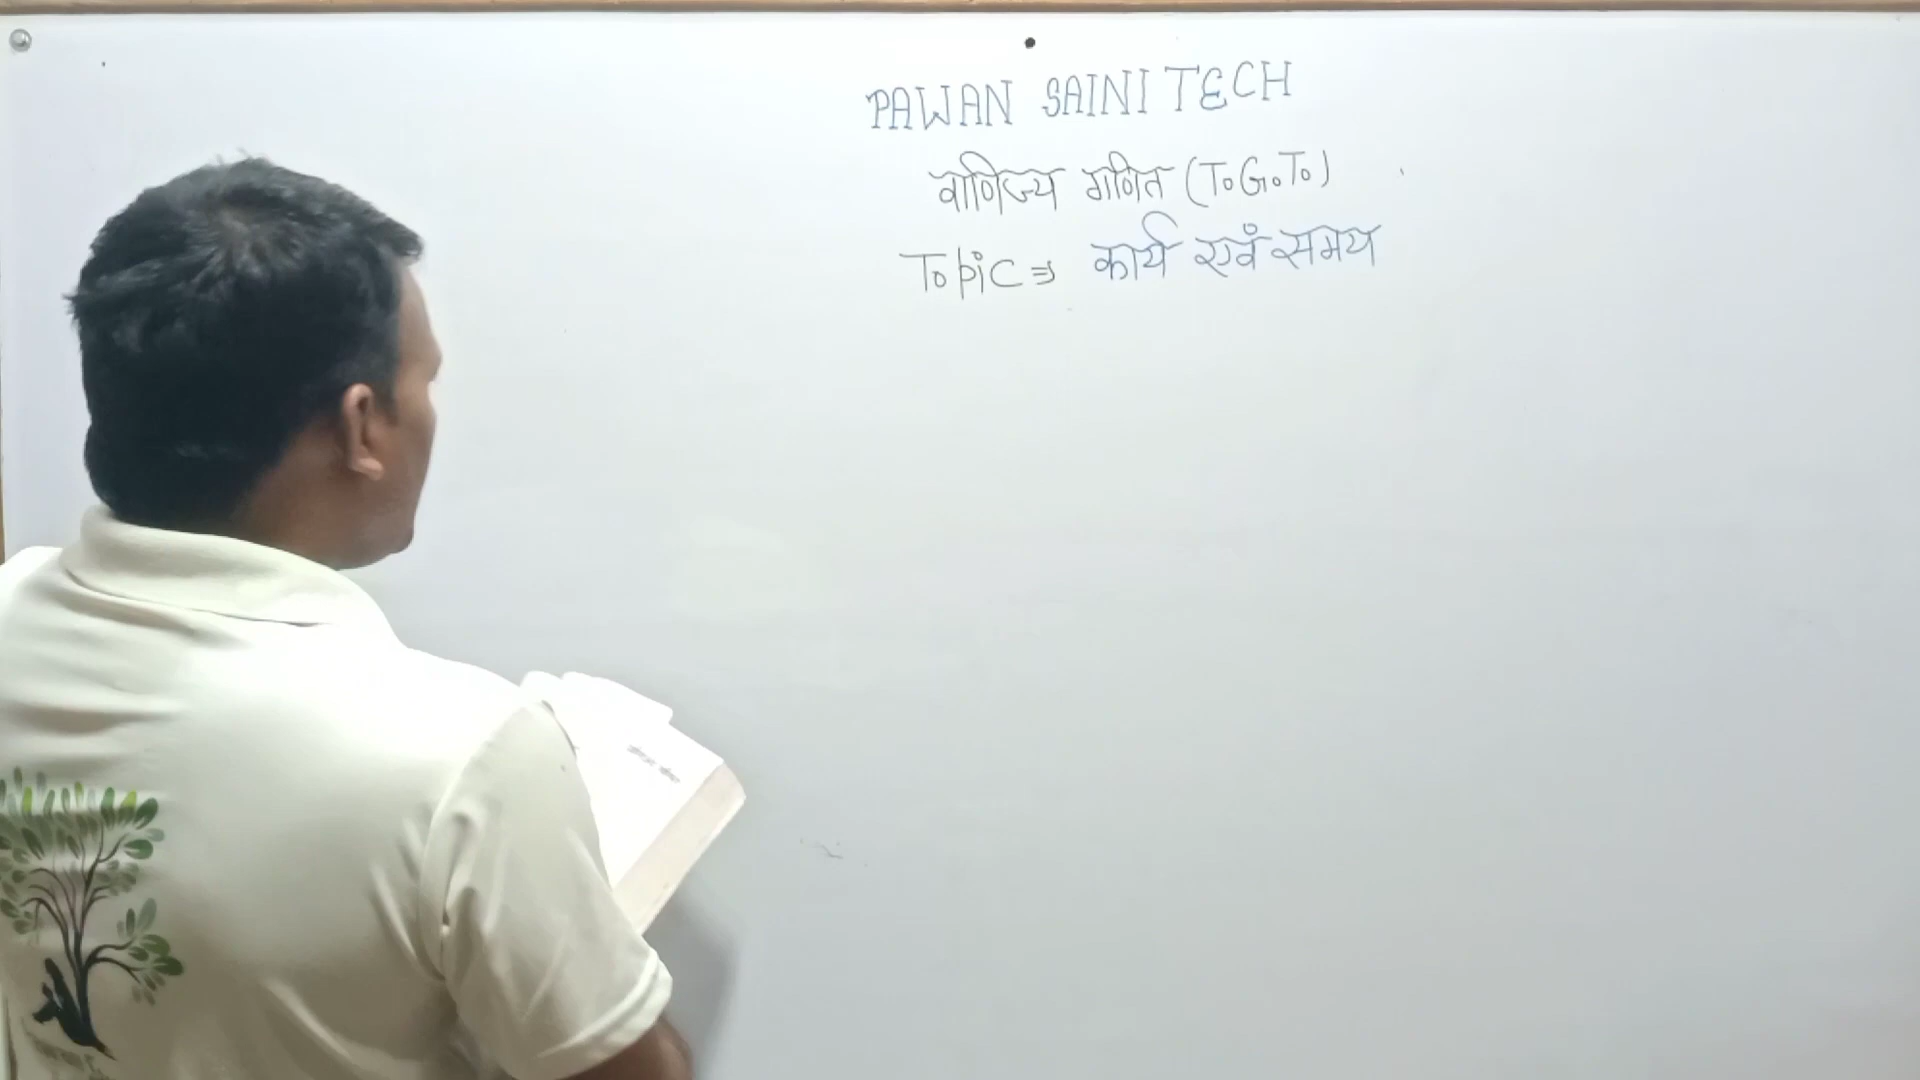 PAWAN SAINI TECH
वाणिज्य गणित (T.G.T.)
Topic ⇒ कार्य एवं समय